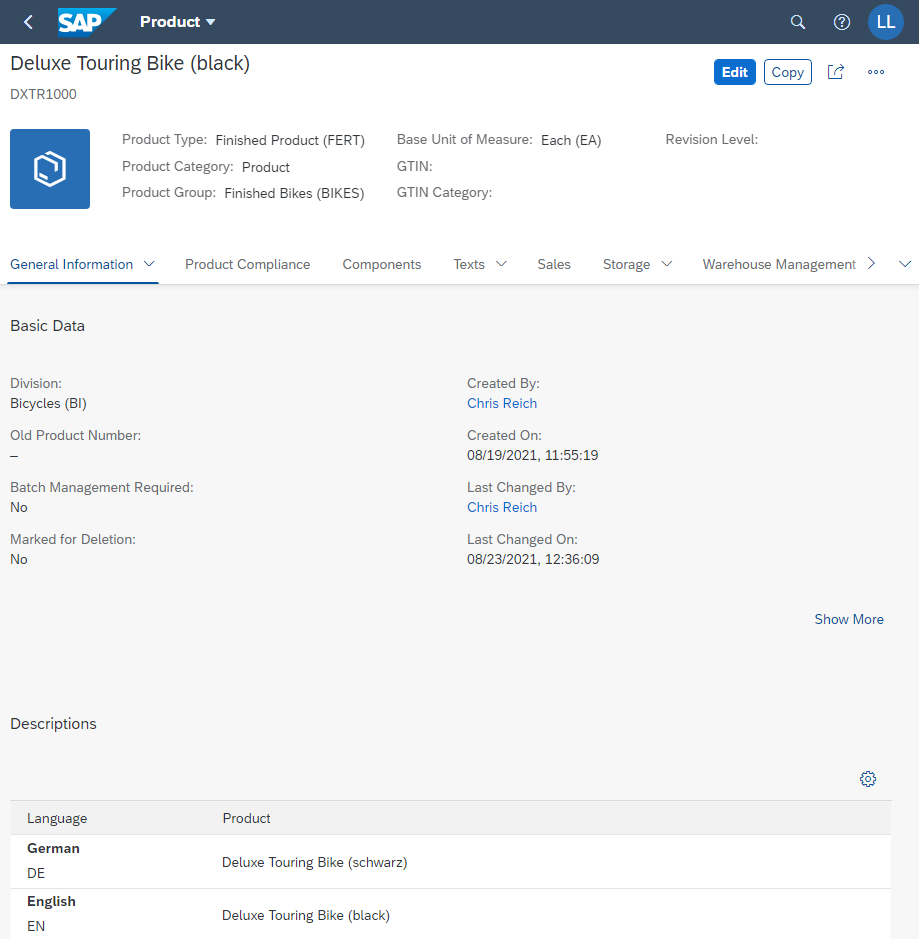 SAP Product LL
Deluxe Touring Bike (black)
Edit Copy
DXTR1000
Product Type: Finished Product (FERT) Base Unit of Measure: Each (EA) Revision Level:
Product Category: Product GTIN:
Product Group: Finished Bikes (BIKES) GTIN Category:
General Information Product Compliance Components Texts Sales Storage Warehouse Management
Basic Data
Division: Created By:
Bicycles (BI) Chris Reich
Old Product Number: Created On:
– 08/19/2021, 11:55:19
Batch Management Required: Last Changed By:
No Chris Reich
Marked for Deletion: Last Changed On:
No 08/23/2021, 12:36:09
Show More
Descriptions
Language Product
German
Deluxe Touring Bike (schwarz)
DE
English
Deluxe Touring Bike (black)
EN